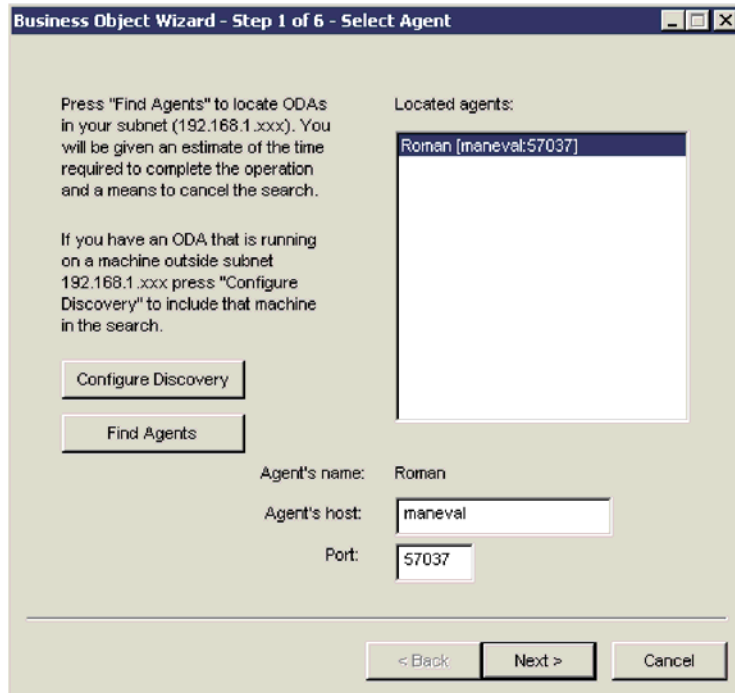 Business Object Wizard - Step 1 of 6 - Select Agent
Press "Find Agents" to locate ODAs
in your subnet (192.168.1.xxx). You
will be given an estimate of the time
required to complete the operation
and a means to cancel the search.
If you have an ODA that is running
on a machine outside subnet
192.168.1.xxx press "Configure
Discovery" to include that machine
in the search.
Configure Discovery
Find Agents
Located agents:
Roman [maneval:57037]
Agent's name: Roman
Agent's host: maneval
Port: 57037
< Back Next > Cancel